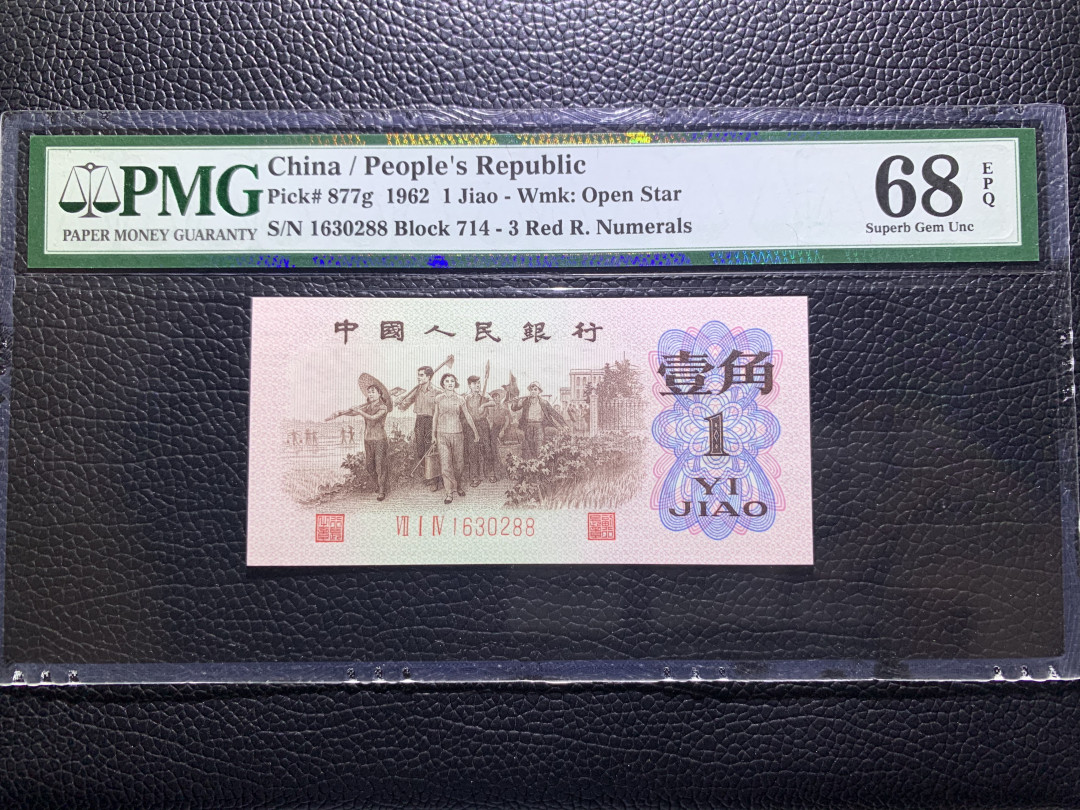 PMG
PAPER MONEY GUARANTY
China / People's Republic
Pick# 877g 1962 1 Jiao - Wmk: Open Star
S/N 1630288 Block 714 - 3 Red R. Numerals
68 EPQ
Superb Gem Unc
中國人民銀行
壹角
1
YI
JIAO
VII I IV 1630288